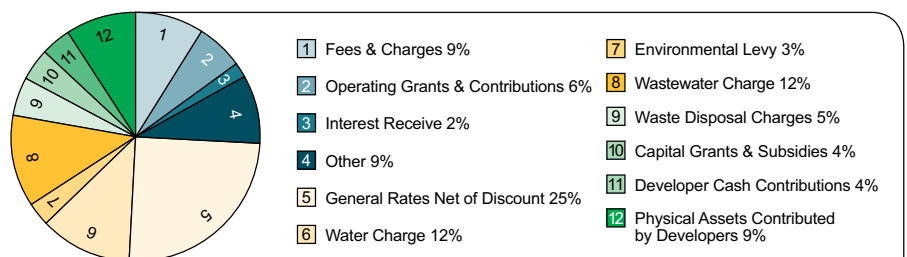 1
2
3
4
5
6
7
8
9
10
11
12
1 Fees & Charges 9%
2 Operating Grants & Contributions 6%
3 Interest Receive 2%
4 Other 9%
5 General Rates Net of Discount 25%
6 Water Charge 12%
7 Environmental Levy 3%
8 Wastewater Charge 12%
9 Waste Disposal Charges 5%
10 Capital Grants & Subsidies 4%
11 Developer Cash Contributions 4%
12 Physical Assets Contributed
by Developers 9%